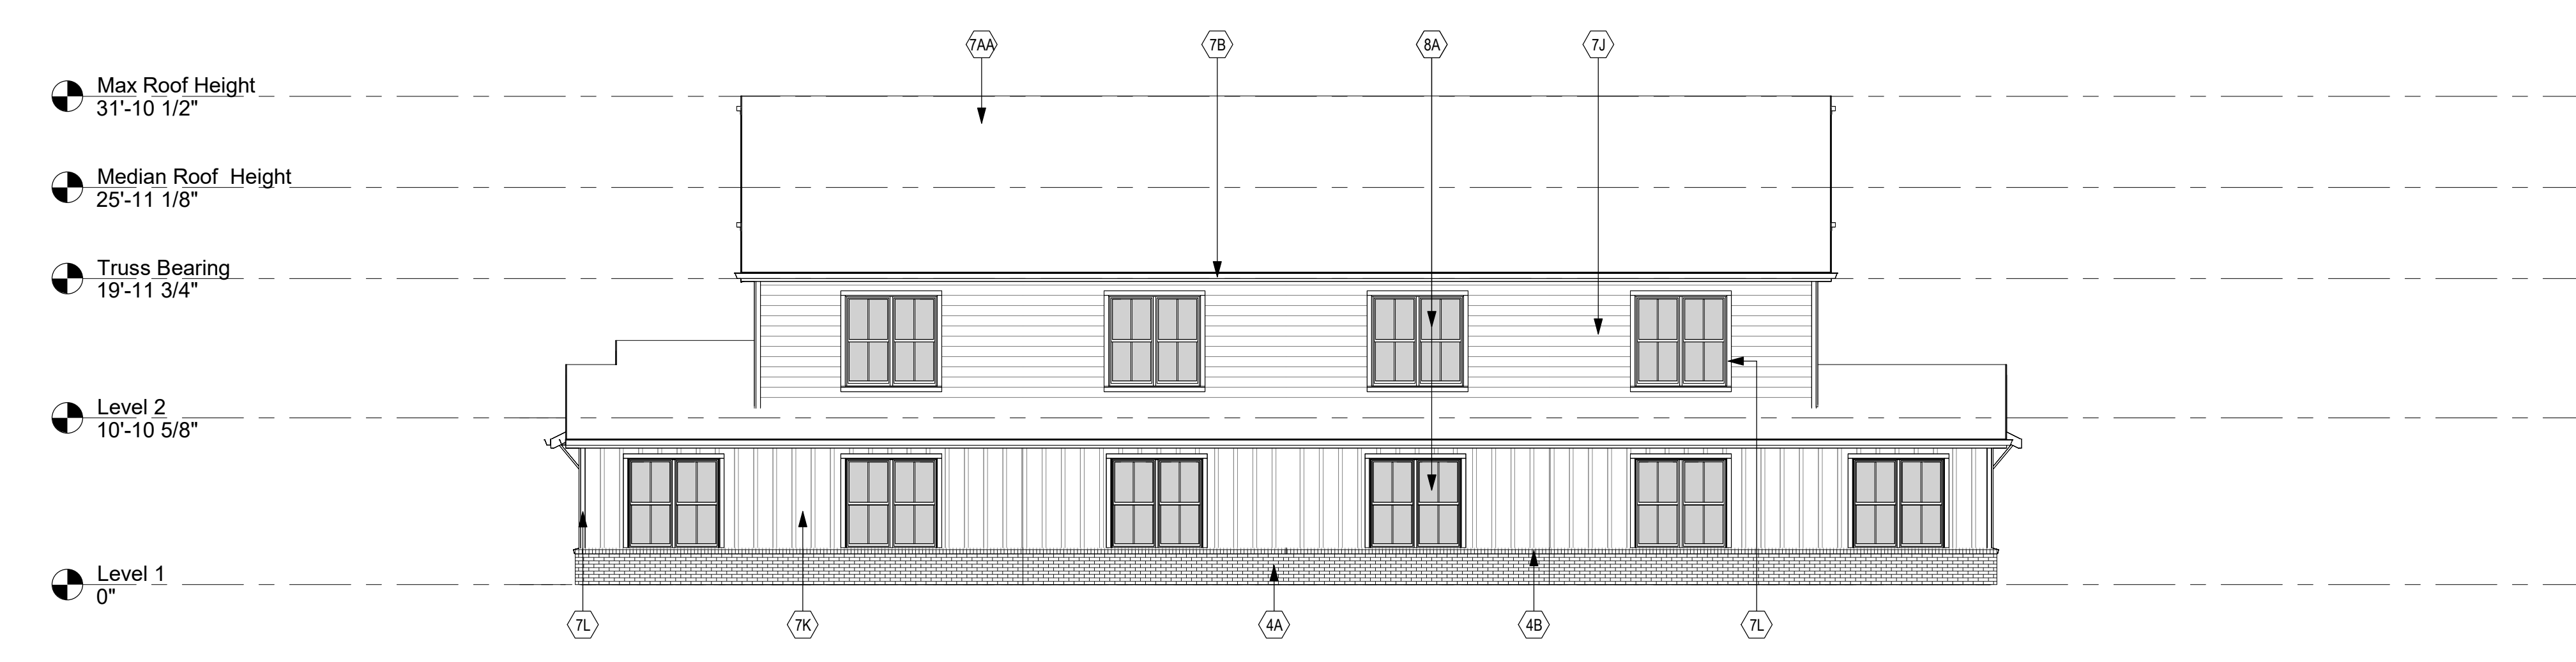 7AA
7B
8A
7J
Max Roof Height
31'-10 1/2"
Median Roof  Height
25'-11 1/8"
Truss Bearing
19'-11 3/4"
Level 2
10'-10 5/8"
Level 1
0"
7L
7K
4A
4B
7L